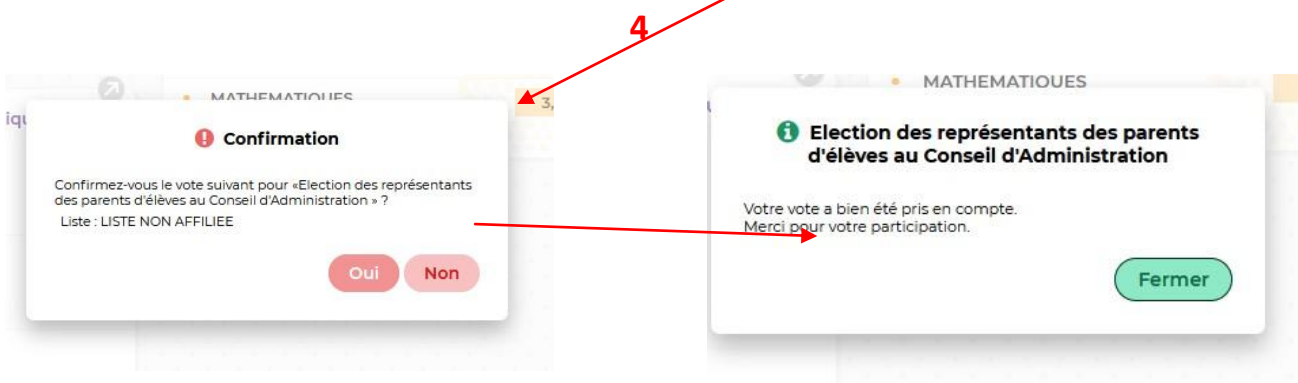 4
MATHEMATIQUES
3,
iqu
Confirmation
Confirmez-vous le vote suivant pour «Election des représentants
des parents d'élèves au Conseil d'Administration » ?
Liste : LISTE NON AFFILIEE
Oui Non
MATHEMATIQUES
Election des représentants des parents
d'élèves au Conseil d'Administration
Votre vote a bien été pris en compte.
Merci pour votre participation.
Fermer